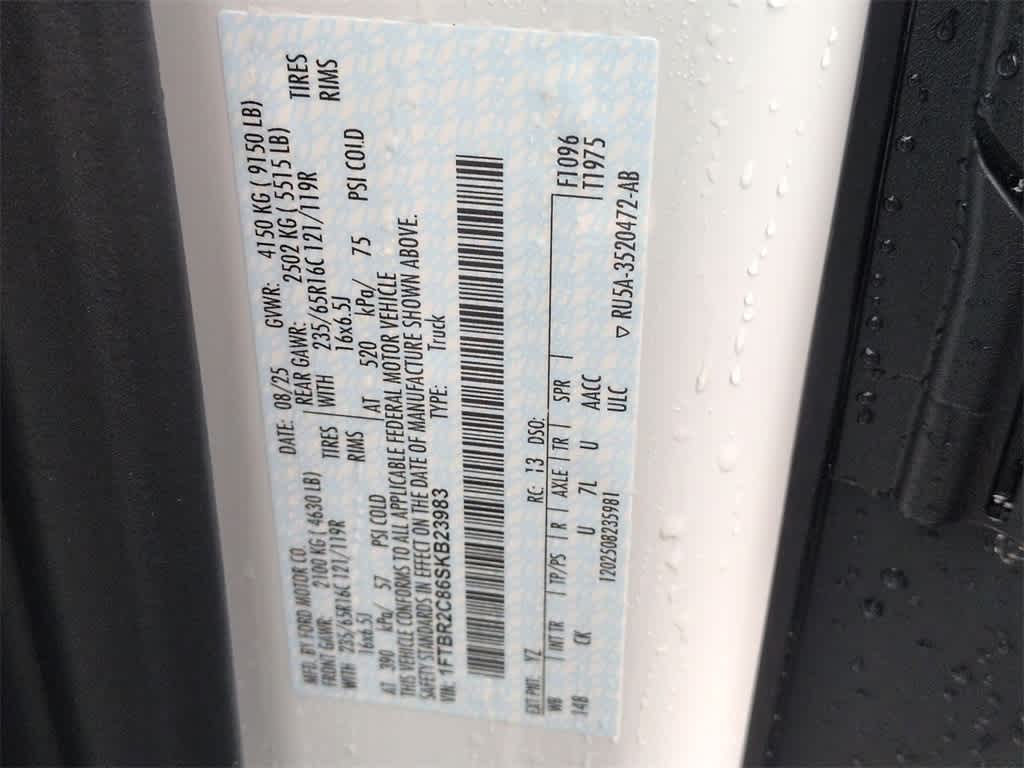 MFD. BY FORD MOTOR CO. DATE: 08/25 GVWR: 4150 KG ( 9150 LB)
FRONT GAWR: 2100 KG ( 4630 LB) REAR GAWR: 2502 KG ( 5515 LB)
WITH 235/65R16C 121/119R TIRES WITH 235/65R16C 121/119R TIRES
16x6.5J RIMS 16x6.5J RIMS
AT 390 kPa/ 57 PSI COLD AT 520 kPa/ 75 PSI COLD
THIS VEHICLE CONFORMS TO ALL APPLICABLE FEDERAL MOTOR VEHICLE
SAFETY STANDARDS IN EFFECT ON THE DATE OF MANUFACTURE SHOWN ABOVE.
VIN: 1FTBR2C86SKB23983 TYPE: Truck
EXT PNT: YZ RC: 13 DSO:
WB INT TR TP/PS R AXLE TR SPR F1096
148 CK U 7L U AACC T1975
ULC
1202508235981 ▽ RU5A-3520472-AB